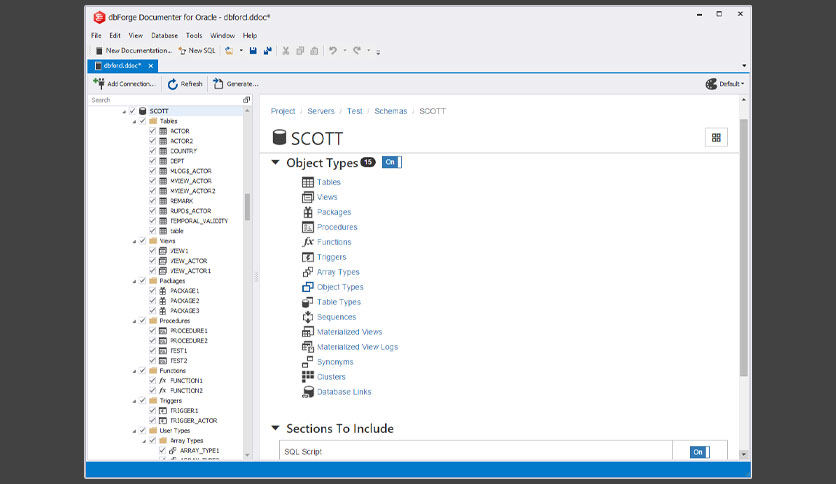 dbForge Documenter for Oracle - dbford.ddoc*
File Edit View Database Tools Window Help
New Documentation... New SQL
dbford.ddoc*
Add Connection... Refresh Generate... Default
Search
SCOTT
Tables
ACTOR
ACTOR2
COUNTRY
DEPT
MLOG$_ACTOR
MVIEW_ACTOR
MVIEW_ACTOR2
REMARK
RUPD$_ACTOR
TEMPORAL_VALIDITY
table
Views
VIEW1
VIEW_ACTOR
VIEW_ACTOR1
Packages
PACKAGE1
PACKAGE2
PACKAGE3
Procedures
PROCEDURE1
PROCEDURE2
TEST1
TEST2
Functions
FUNCTION1
FUNCTION2
Triggers
TRIGGER1
TRIGGER_ACTOR
User Types
Array Types
ARRAY_TYPE1
Project / Servers / Test / Schemas / SCOTT
SCOTT
Object Types 15 On
Tables
Views
Packages
Procedures
fx Functions
Triggers
Array Types
Object Types
Table Types
Sequences
Materialized Views
Materialized View Logs
Synonyms
Clusters
Database Links
Sections To Include
SQL Script On